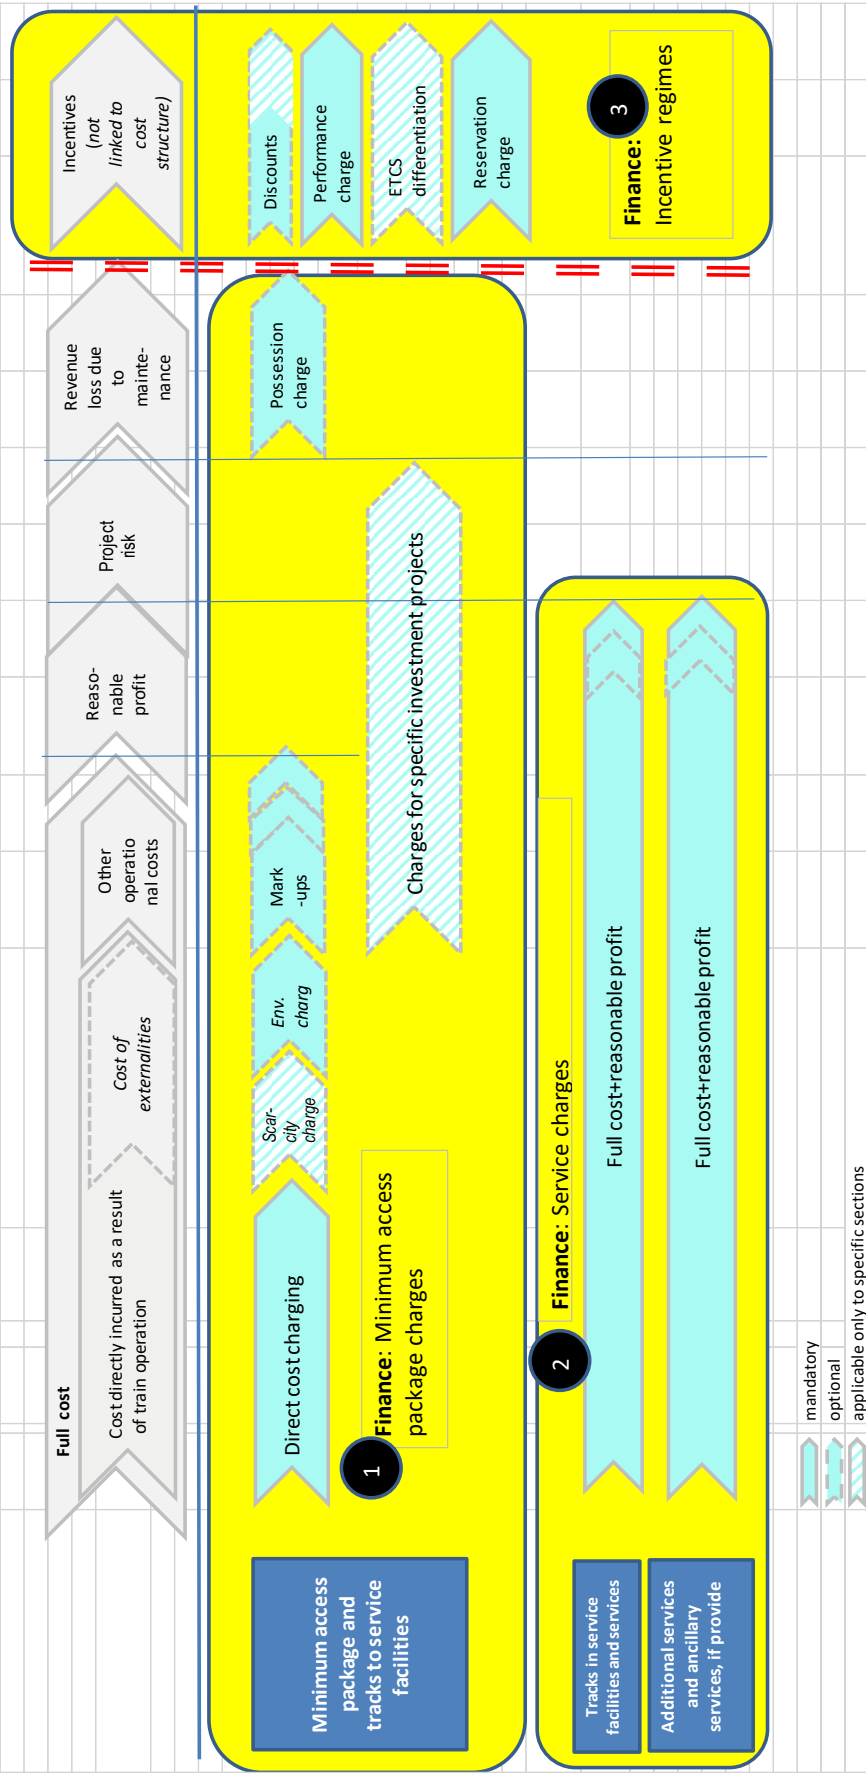 Full cost
Cost directly incurred as a result
of train operation
Cost of
externalities
Other
operatio
nal costs
Reaso-
nable
profit
Project
risk
Revenue
loss due
to
mainte-
nance
Incentives
(not
linked to
cost
structure)
Minimum access
package and
tracks to service
facilities
Direct cost charging
Scar-
city
charge
Env.
charg
Mark
-ups
Possession
charge
Charges for specific investment projects
1
Finance: Minimum access
package charges
Discounts
Performance
charge
ETCS
differentiation
Reservation
charge
3
Finance:
Incentive regimes
2
Finance: Service charges
Tracks in service
facilities and services
Full cost+reasonable profit
Additional services
and ancillary
services, if provide
Full cost+reasonable profit
mandatory
optional
applicable only to specific sections